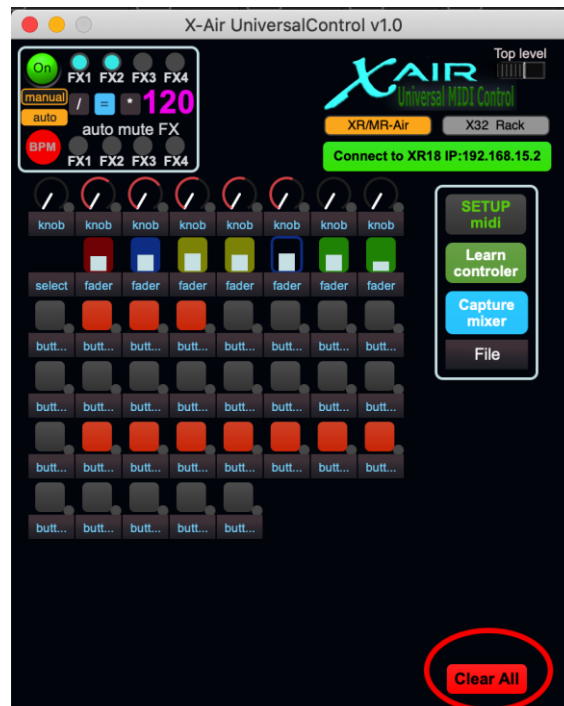 X-Air UniversalControl v1.0
On
FX1 FX2 FX3 FX4
manual
auto
/ = * 120
auto mute FX
BPM
FX1 FX2 FX3 FX4
XAIR
Universal MIDI Control
Top level
XR/MR-Air
X32 Rack
Connect to XR18 IP:192.168.15.2
knob knob knob knob knob knob knob knob
select fader fader fader fader fader fader fader
butt... butt... butt... butt... butt... butt... butt... butt...
butt... butt... butt... butt... butt... butt... butt... butt...
butt... butt... butt... butt... butt... butt... butt... butt...
butt... butt... butt... butt... butt...
SETUP
midi
Learn
controler
Capture
mixer
File
Clear All